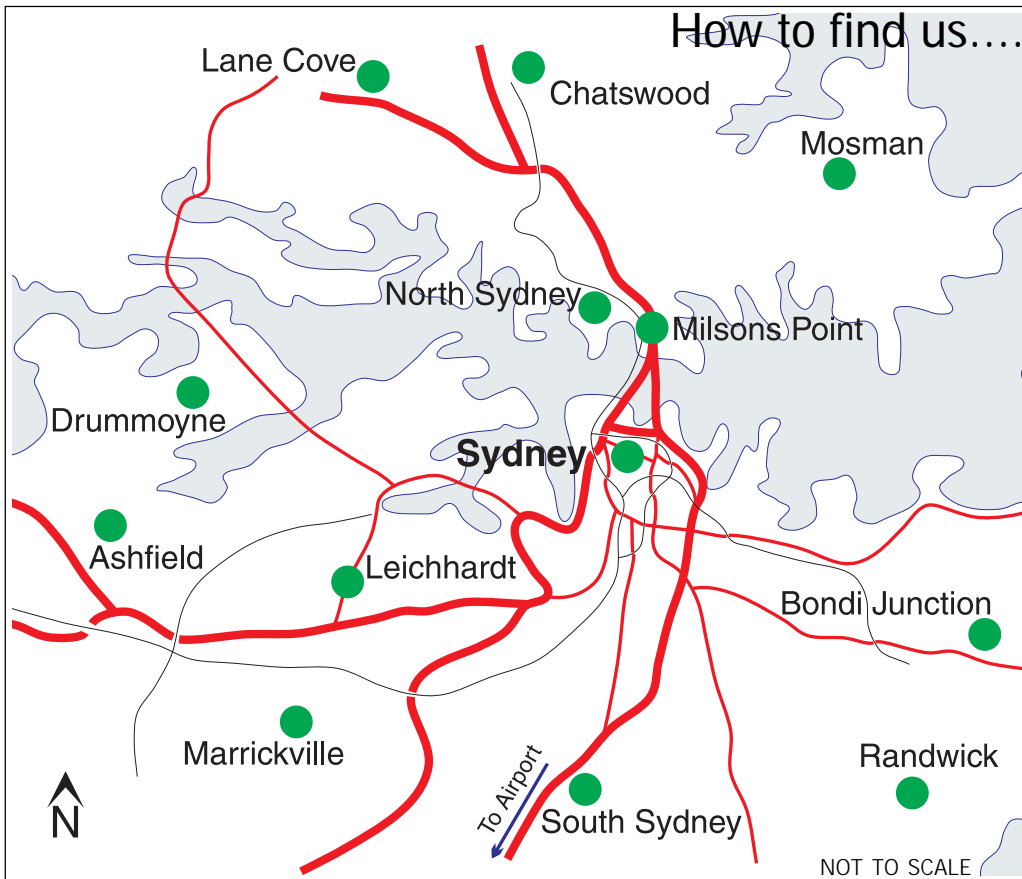 How to find us....
Lane Cove
Chatswood
Mosman
North Sydney
Milsons Point
Drummoyne
Sydney
Ashfield
Leichhardt
Bondi Junction
Marrickville
Randwick
To Airport
South Sydney
N
NOT TO SCALE